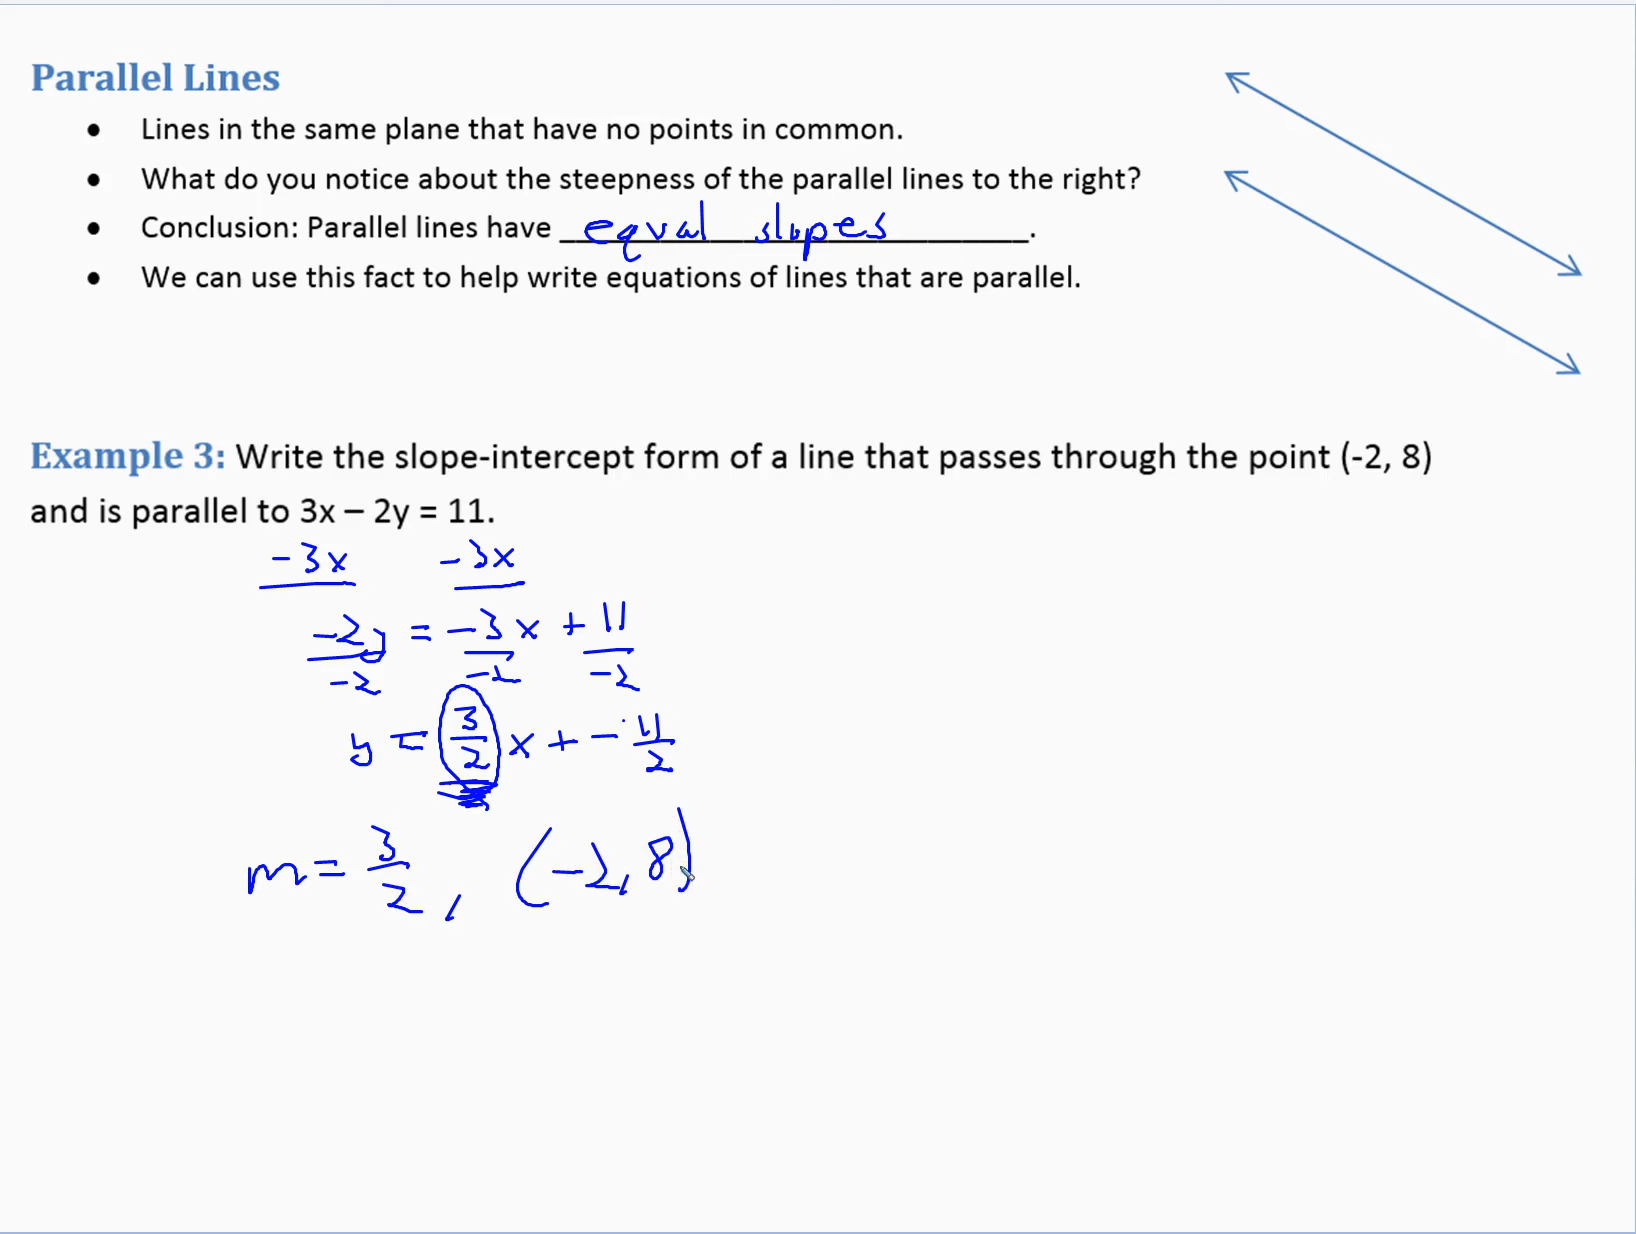 Parallel Lines
• Lines in the same plane that have no points in common.
• What do you notice about the steepness of the parallel lines to the right?
• Conclusion: Parallel lines have equal slopes.
• We can use this fact to help write equations of lines that are parallel.
Example 3: Write the slope-intercept form of a line that passes through the point (-2, 8)
and is parallel to 3x – 2y = 11.
-3x -3x
-2y/-2 = -3x/-2 + 11/-2
y = 3/2 x + - 11/2
m = 3/2, (-2, 8)